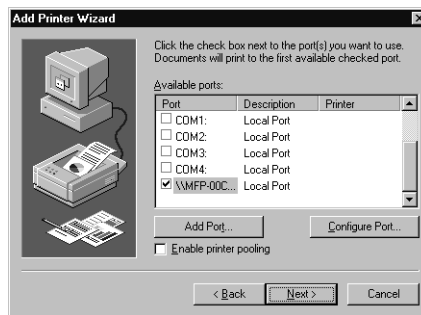 Add Printer Wizard
Click the check box next to the port(s) you want to use.
Documents will print to the first available checked port.
Available ports:
Port Description Printer
COM1: Local Port
COM2: Local Port
COM3: Local Port
COM4: Local Port
\\MFP-00C... Local Port
Add Port... Configure Port...
Enable printer pooling
< Back Next > Cancel